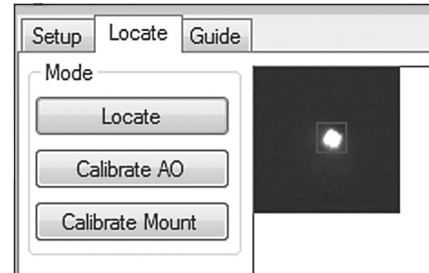 Setup Locate Guide
Mode
Locate
Calibrate AO
Calibrate Mount